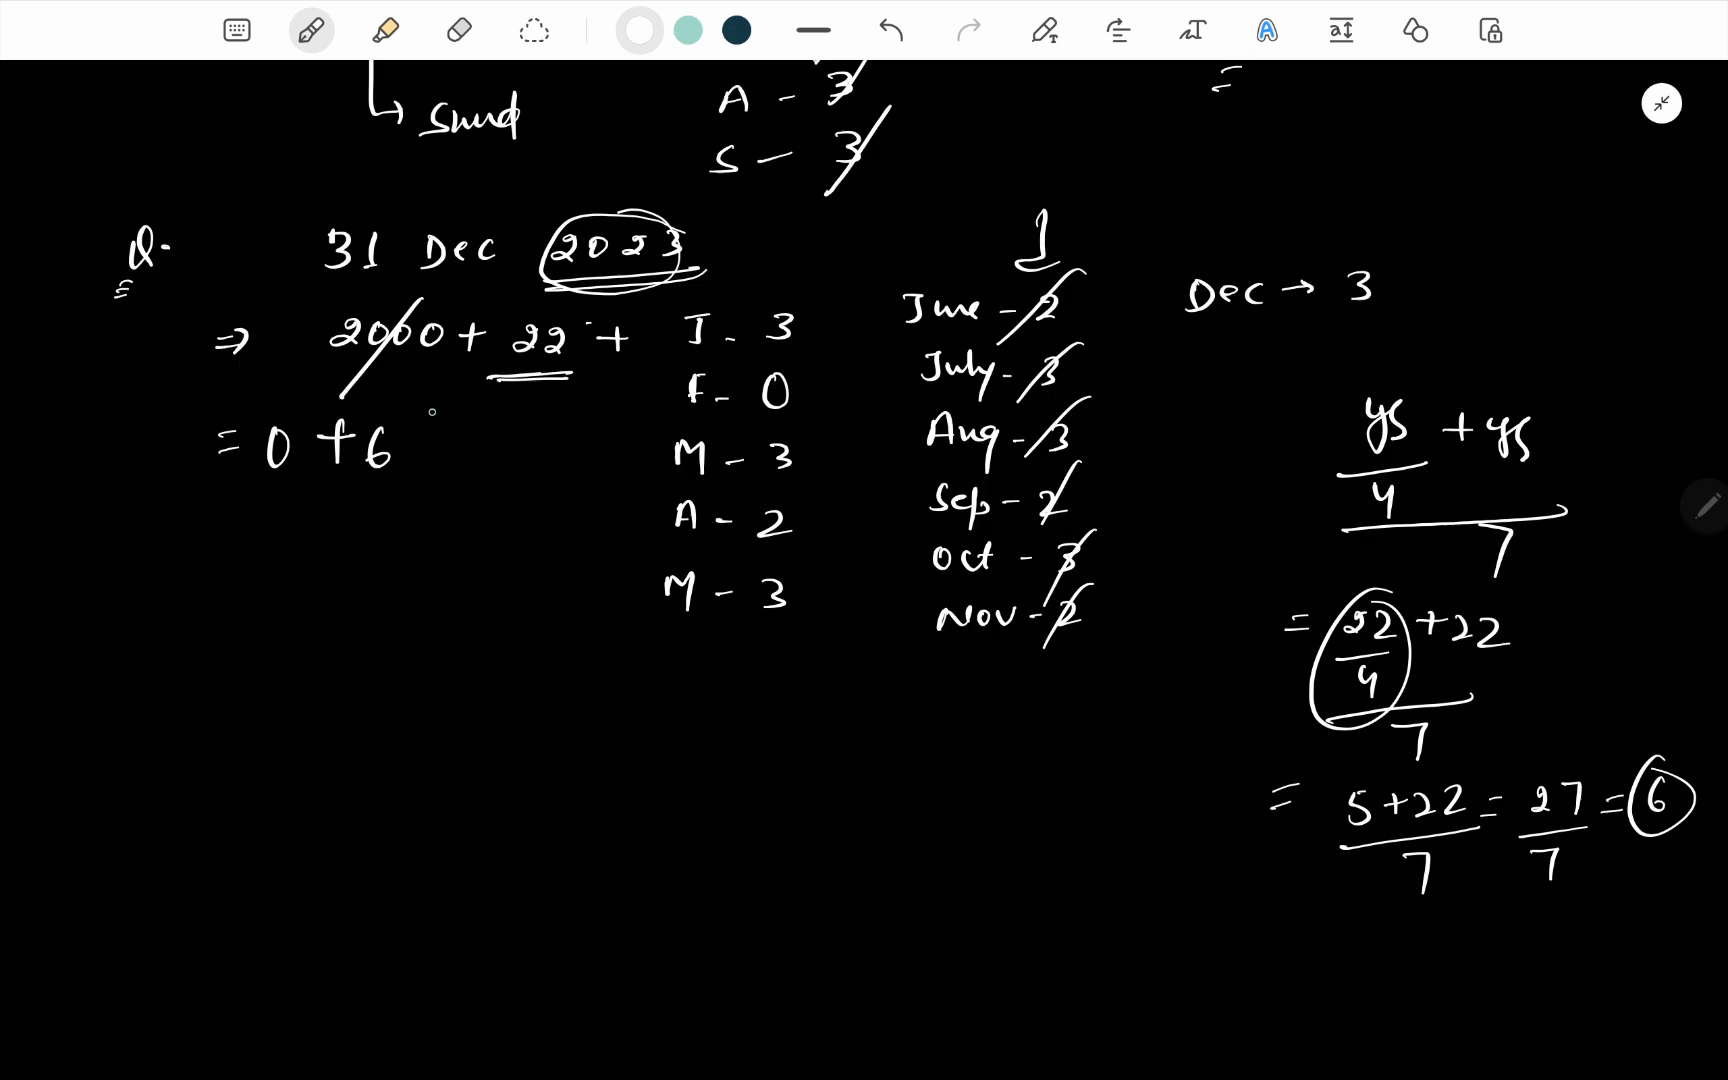 ↳ Sund
A - 3
S - 3
=
Q. 31 Dec 2023
⇒ 2000 + 22 +
= 0 + 6
J - 3
F - 0
M - 3
A - 2
M - 3
1
June - 2
July - 3
Aug - 3
Sep - 2
Oct - 3
Nov - 2
Dec → 3
ys/4 + ys
7
= 22/4 + 22
7
= 5+22/7 = 27/7 = 6